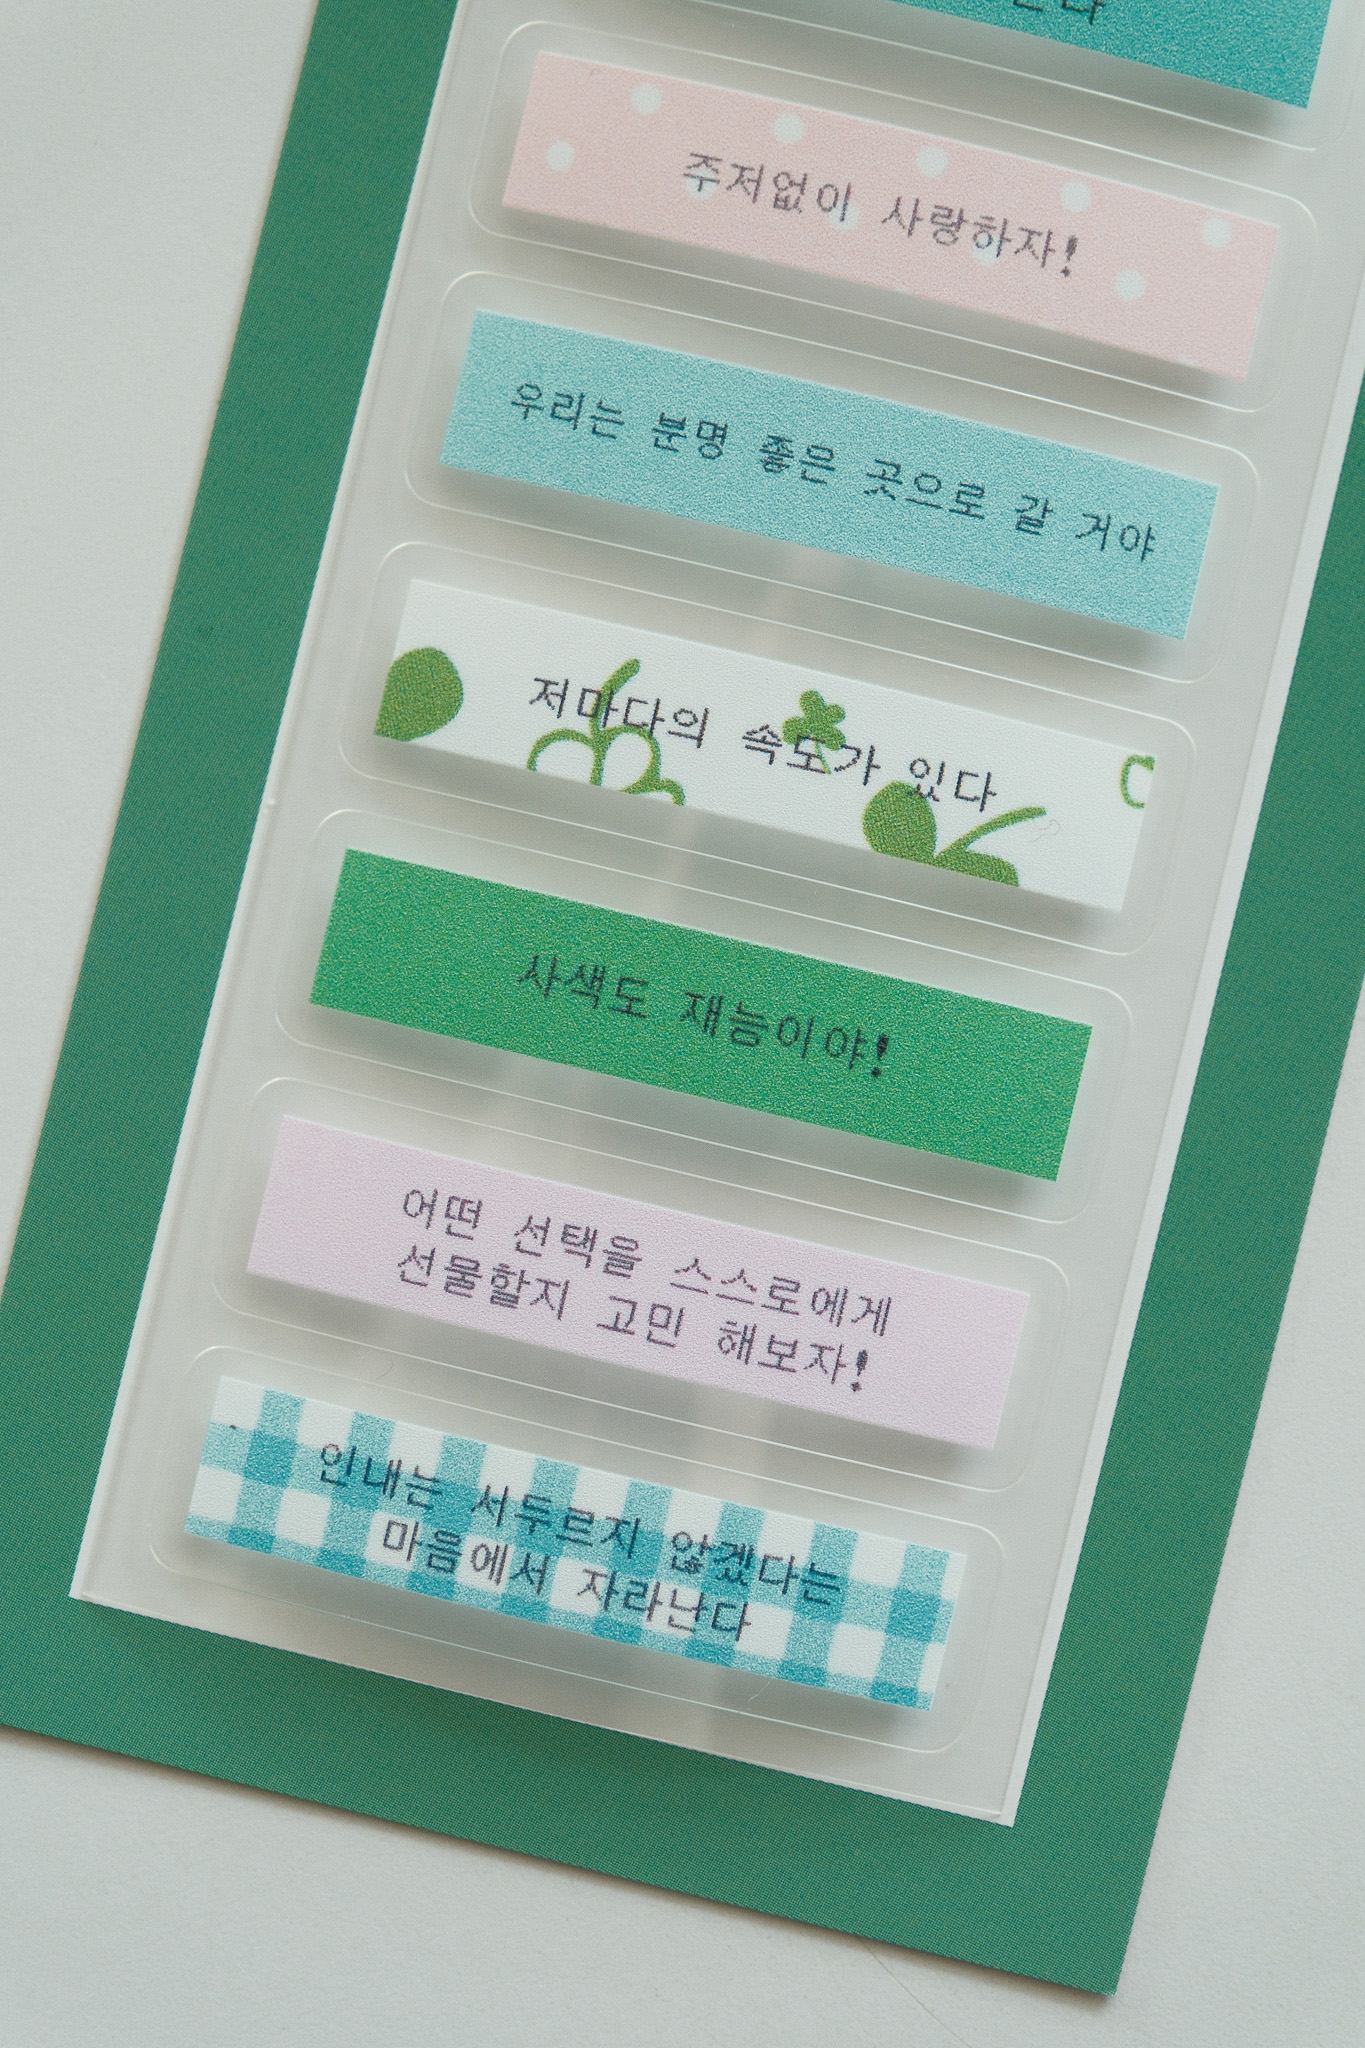 주저없이 사랑하자!
우리는 분명 좋은 곳으로 갈 거야
저마다의 속도가 있다
사색도 재능이야!
어떤 선택을 스스로에게
선물할지 고민 해보자!
인내는 서두르지 않겠다는
마음에서 자라난다